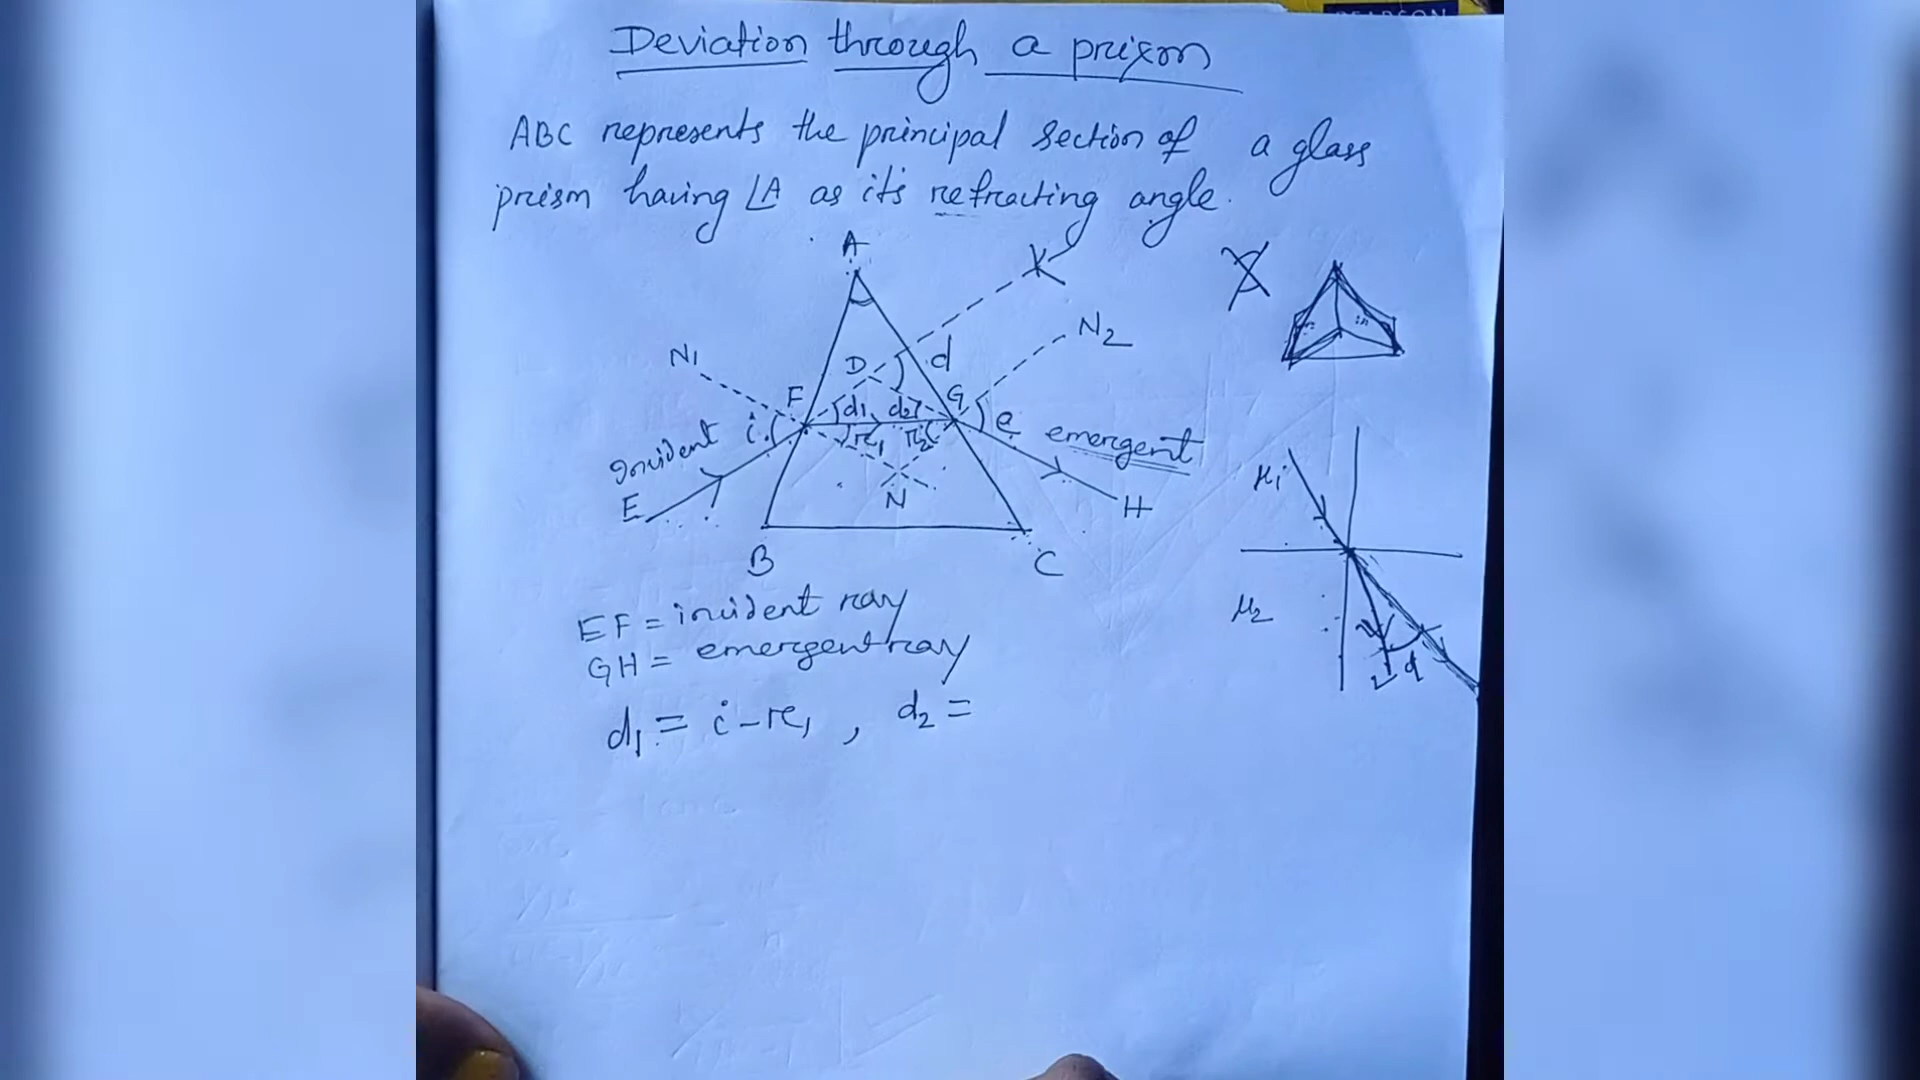 Deviation through a prism
ABC represents the principal section of a glass
prism having ∠A as its refracting angle.
A
K
N1
N2
D
d
F
G
d1
d2
i
r1
r2
e
Incident
emergent
E
N
H
B
C
μ1
μ2
r
d
EF = incident ray
GH = emergent ray
d1 = i - r1 , d2 =